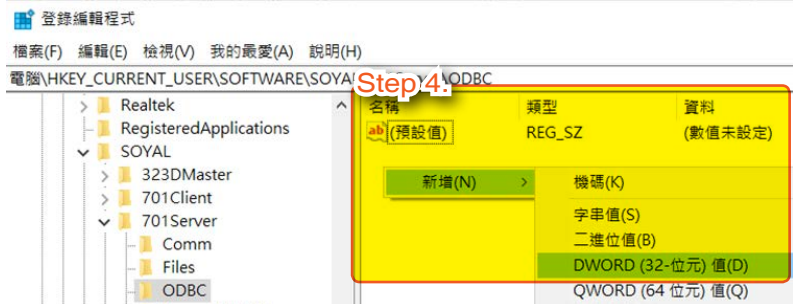 登錄編輯程式
檔案(F) 編輯(E) 檢視(V) 我的最愛(A) 說明(H)
電腦\HKEY_CURRENT_USER\SOFTWARE\SOYAL \ODBC
Step 4.
Realtek
RegisteredApplications
SOYAL
323DMaster
701Client
701Server
Comm
Files
ODBC
名稱 類型 資料
ab (預設值) REG_SZ (數值未設定)
新增(N) >
機碼(K)
字串值(S)
二進位值(B)
DWORD (32-位元) 值(D)
QWORD (64 位元) 值(Q)